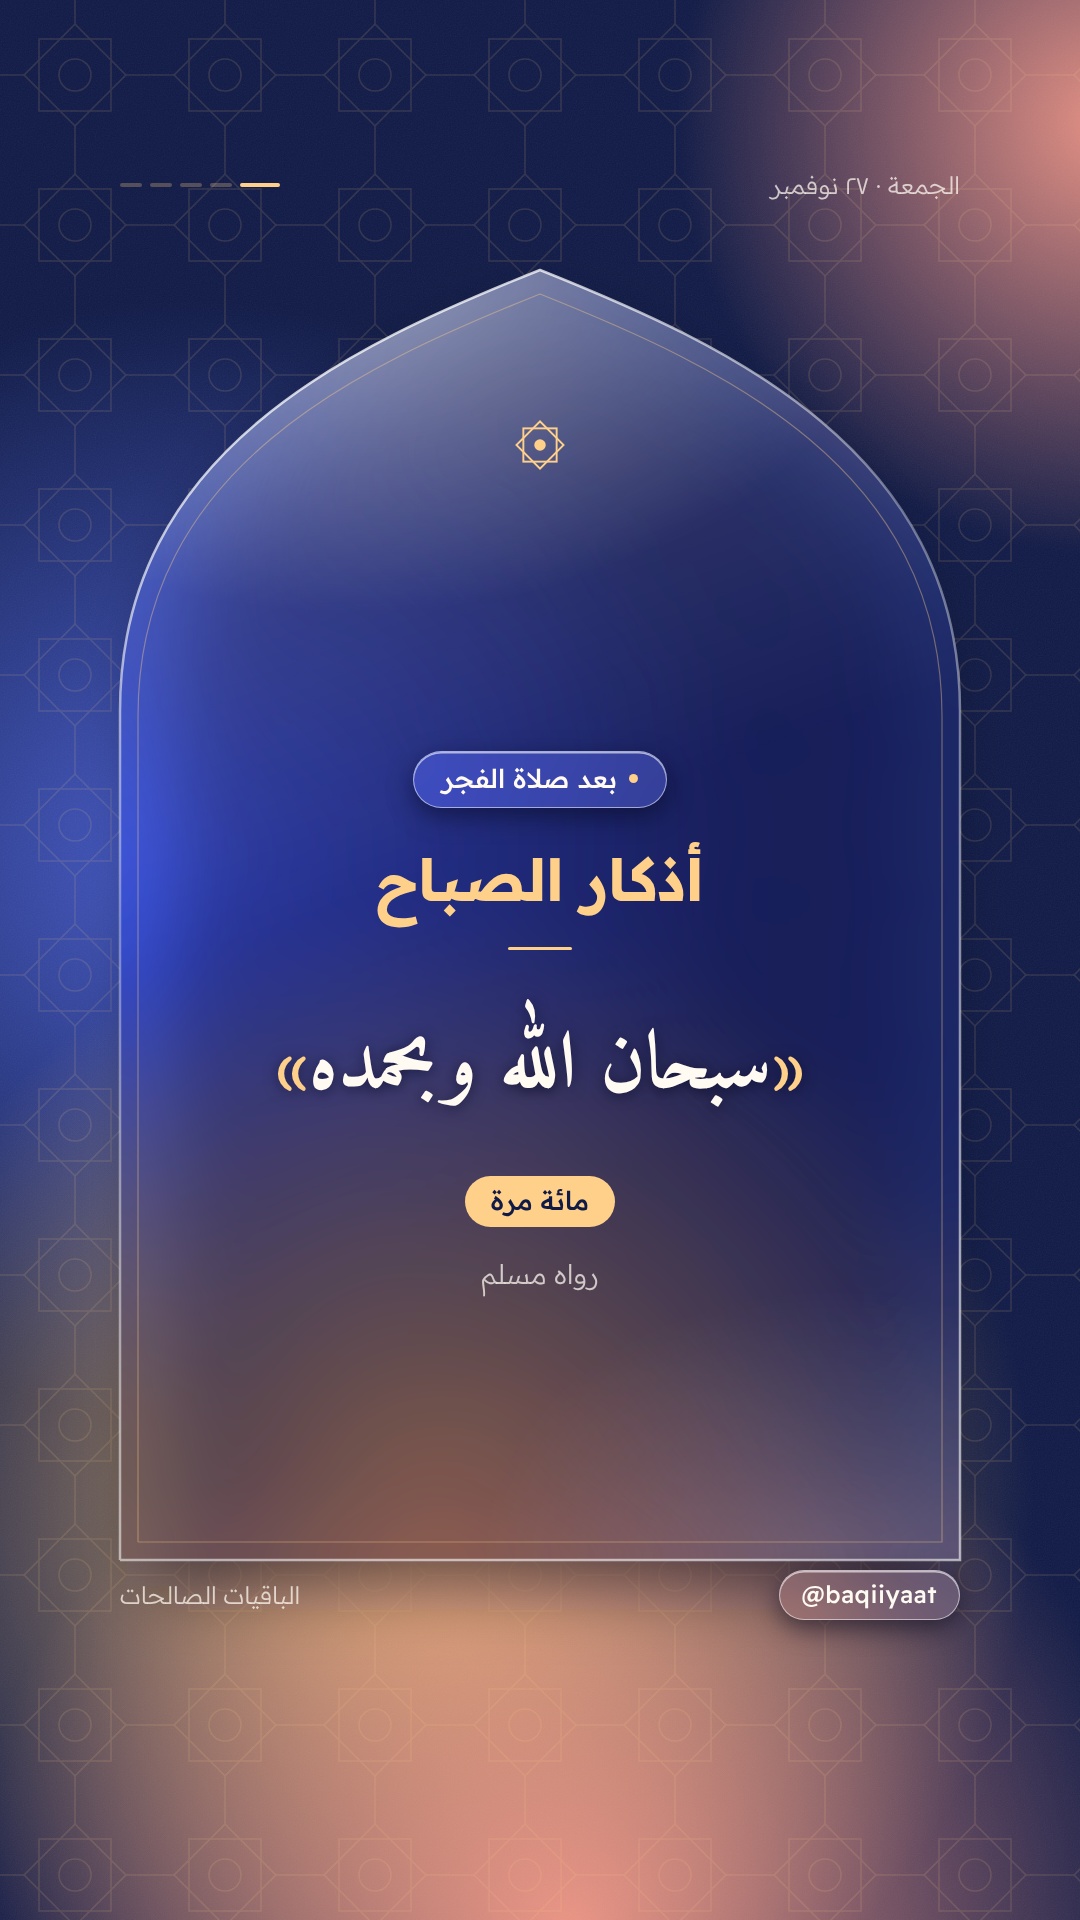 الجمعة · ٢٧ نوفمبر
بعد صلاة الفجر
أذكار الصباح
«سبحان الله وبحمده»
مائة مرة
رواه مسلم
@baqiiyaat
الباقيات الصالحات